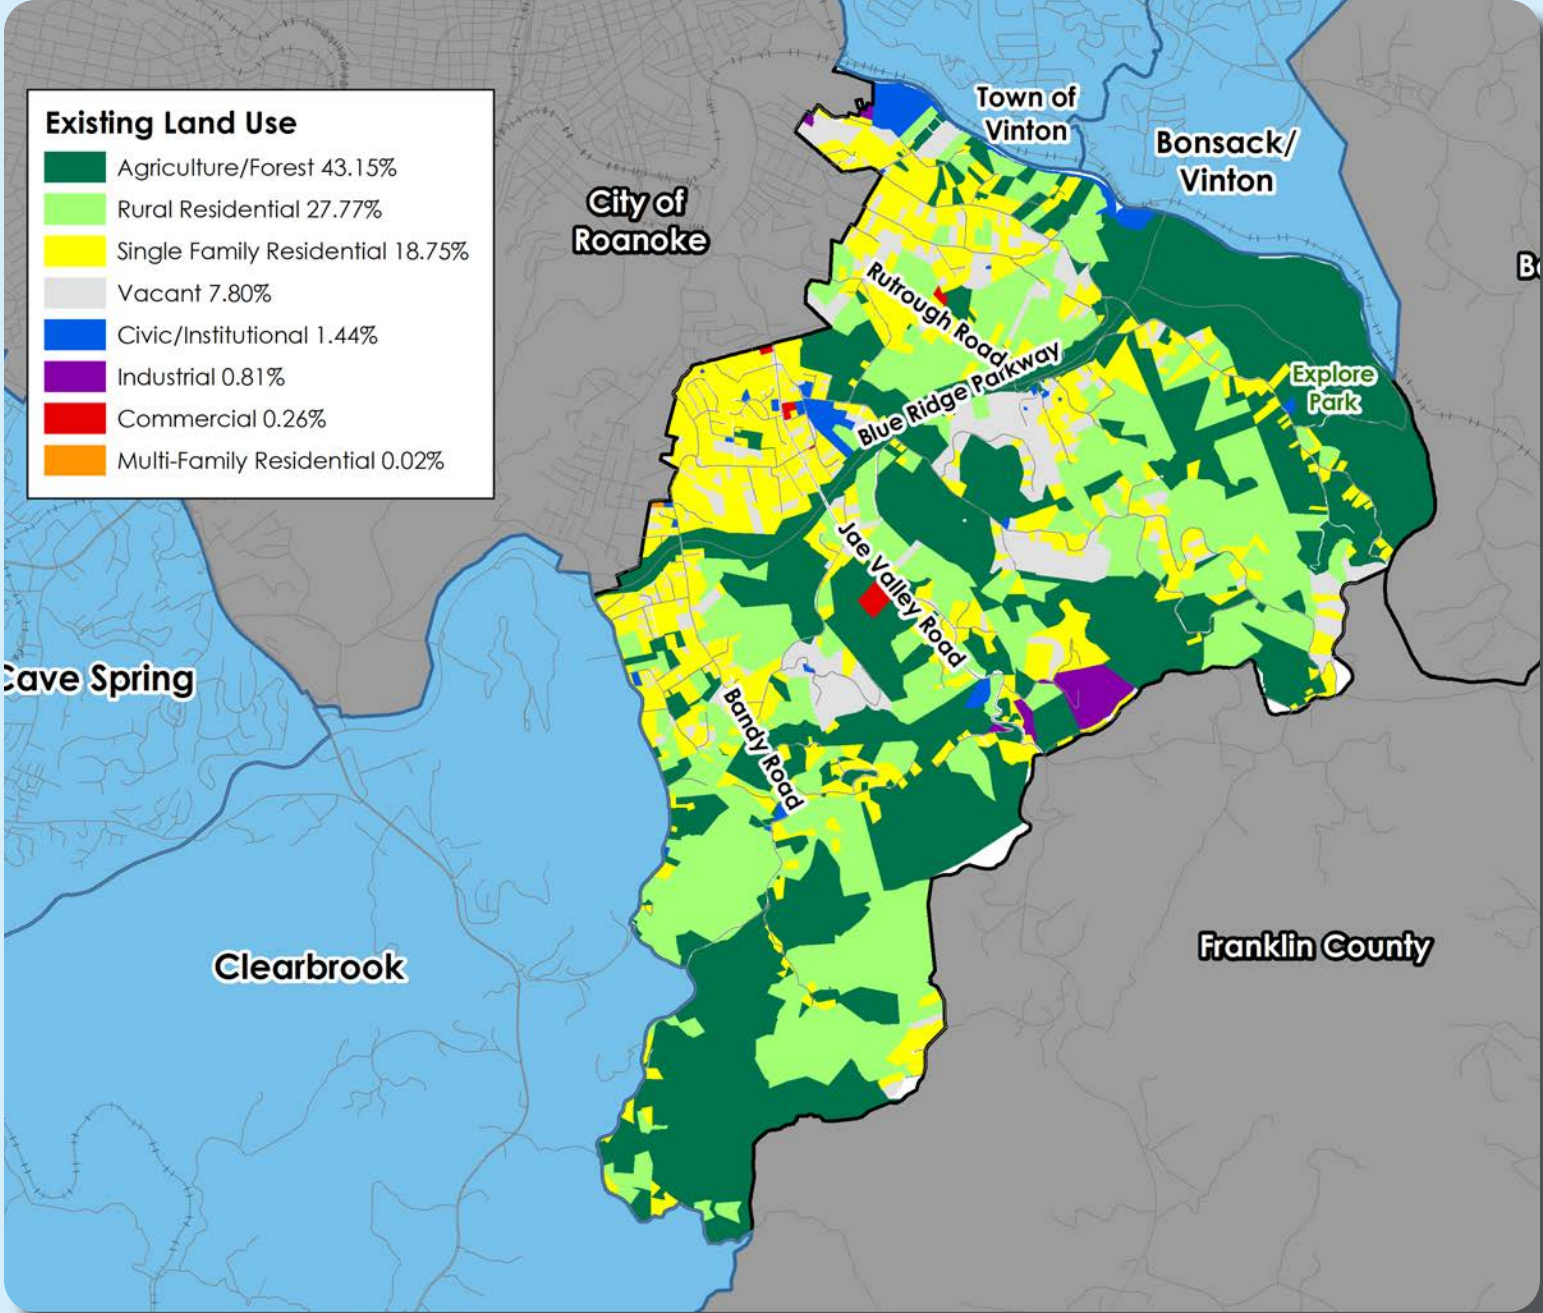 Existing Land Use
Agriculture/Forest 43.15%
Rural Residential 27.77%
Single Family Residential 18.75%
Vacant 7.80%
Civic/Institutional 1.44%
Industrial 0.81%
Commercial 0.26%
Multi-Family Residential 0.02%
Town of
Vinton
Bonsack/
Vinton
City of
Roanoke
Rutrough Road
Blue Ridge Parkway
Explore
Park
Jae Valley Road
Cave Spring
Bandy Road
Clearbrook
Franklin County